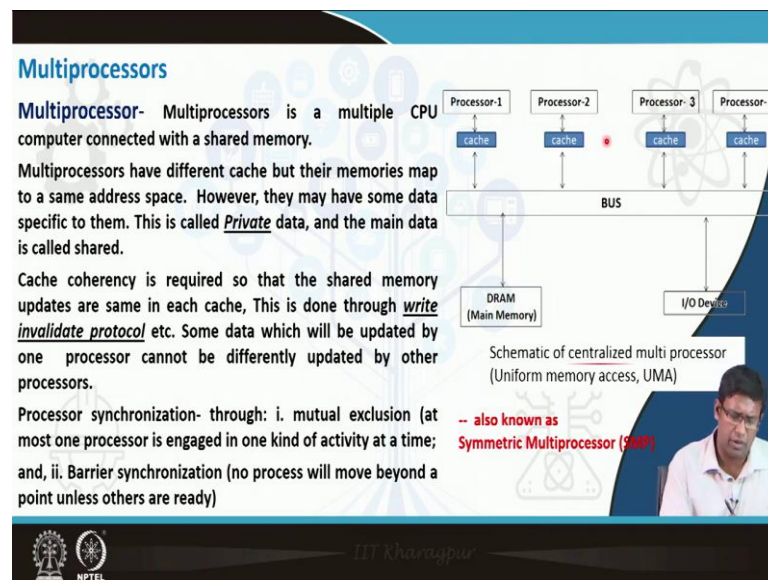 Multiprocessors
Multiprocessor- Multiprocessors is a multiple CPU
computer connected with a shared memory.
Multiprocessors have different cache but their memories map
to a same address space. However, they may have some data
specific to them. This is called Private data, and the main data
is called shared.
Cache coherency is required so that the shared memory
updates are same in each cache, This is done through write
invalidate protocol etc. Some data which will be updated by
one processor cannot be differently updated by other
processors.
Processor synchronization- through: i. mutual exclusion (at
most one processor is engaged in one kind of activity at a time;
and, ii. Barrier synchronization (no process will move beyond a
point unless others are ready)
Processor-1 Processor-2 Processor- 3 Processor-
cache cache cache cache
BUS
DRAM
(Main Memory)
I/O Device
Schematic of centralized multi processor
(Uniform memory access, UMA)
-- also known as
Symmetric Multiprocessor (SMP)
IIT Kharagpur
NPTEL